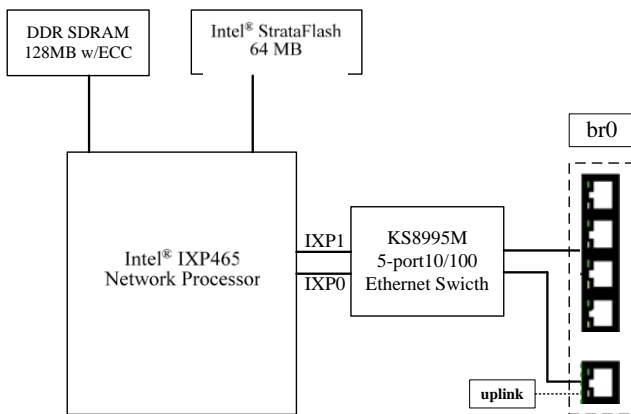 DDR SDRAM
128MB w/ECC
Intel® StrataFlash
64 MB
br0
Intel® IXP465
Network Processor
IXP1
IXP0
KS8995M
5-port10/100
Ethernet Swicth
uplink